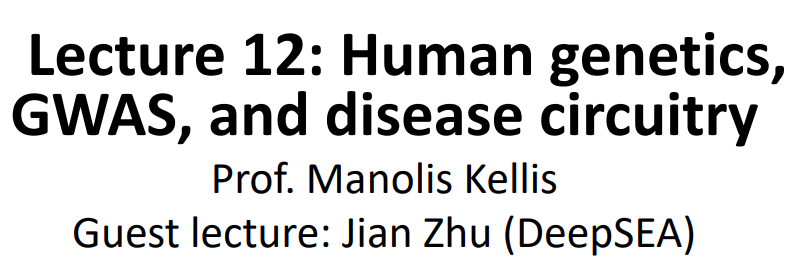 Lecture 12: Human genetics,
GWAS, and disease circuitry
Prof. Manolis Kellis
Guest lecture: Jian Zhu (DeepSEA)